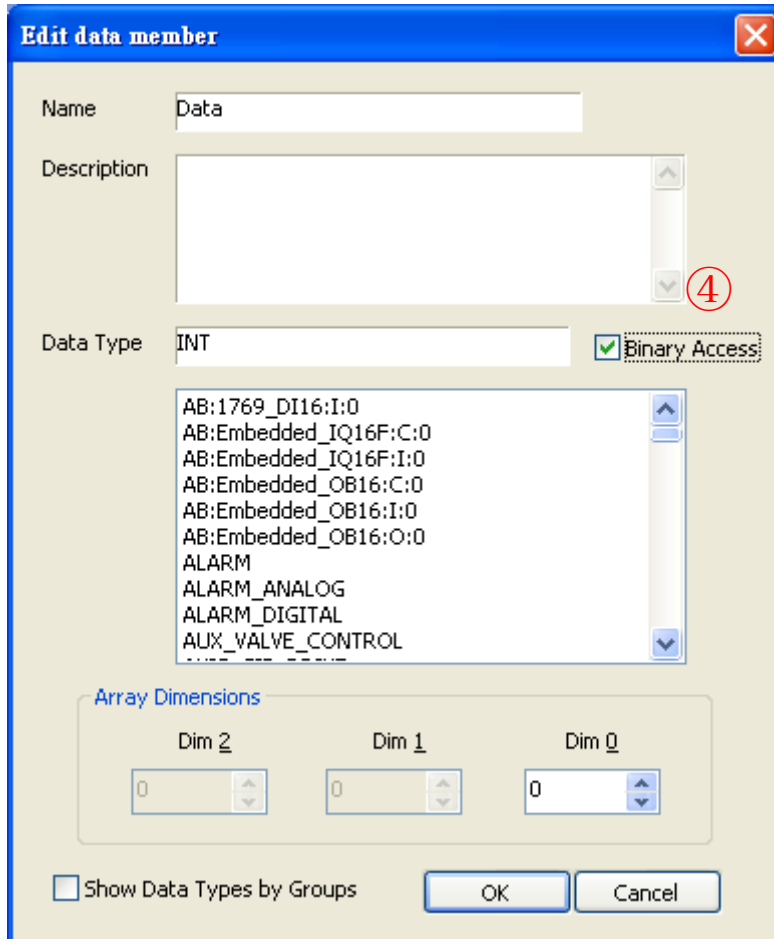 Edit data member
Name
Data
Description
④
Data Type
INT
Binary Access
AB:1769_DI16:I:0
AB:Embedded_IQ16F:C:0
AB:Embedded_IQ16F:I:0
AB:Embedded_OB16:C:0
AB:Embedded_OB16:I:0
AB:Embedded_OB16:O:0
ALARM
ALARM_ANALOG
ALARM_DIGITAL
AUX_VALVE_CONTROL
Array Dimensions
Dim 2 Dim 1 Dim 0
0 0 0
Show Data Types by Groups
OK
Cancel